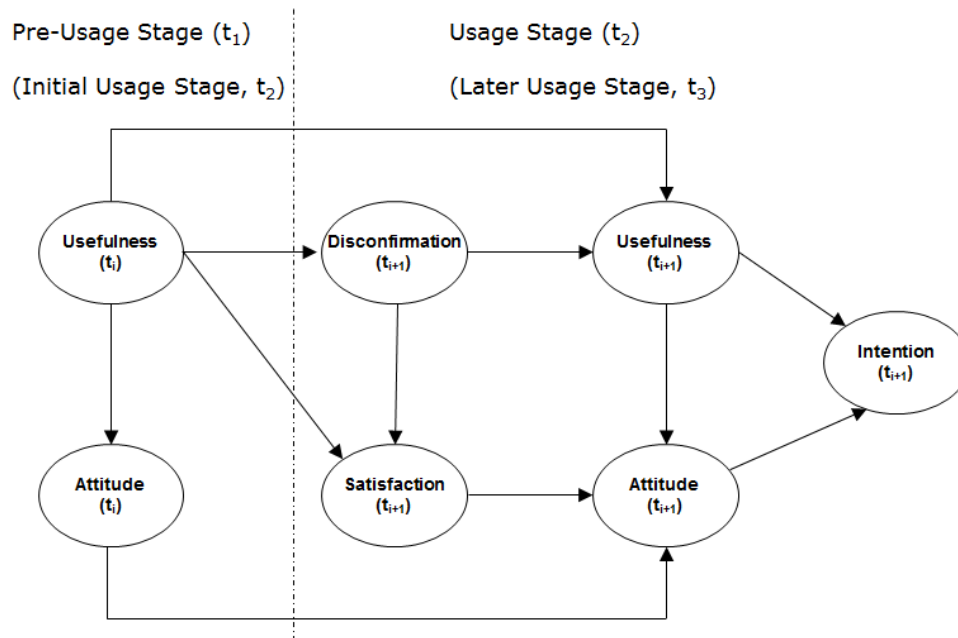 Pre-Usage Stage (t₁)
(Initial Usage Stage, t₂)
Usage Stage (t₂)
(Later Usage Stage, t₃)
Usefulness
(tᵢ)
Disconfirmation
(tᵢ₊₁)
Usefulness
(tᵢ₊₁)
Intention
(tᵢ₊₁)
Attitude
(tᵢ)
Satisfaction
(tᵢ₊₁)
Attitude
(tᵢ₊₁)